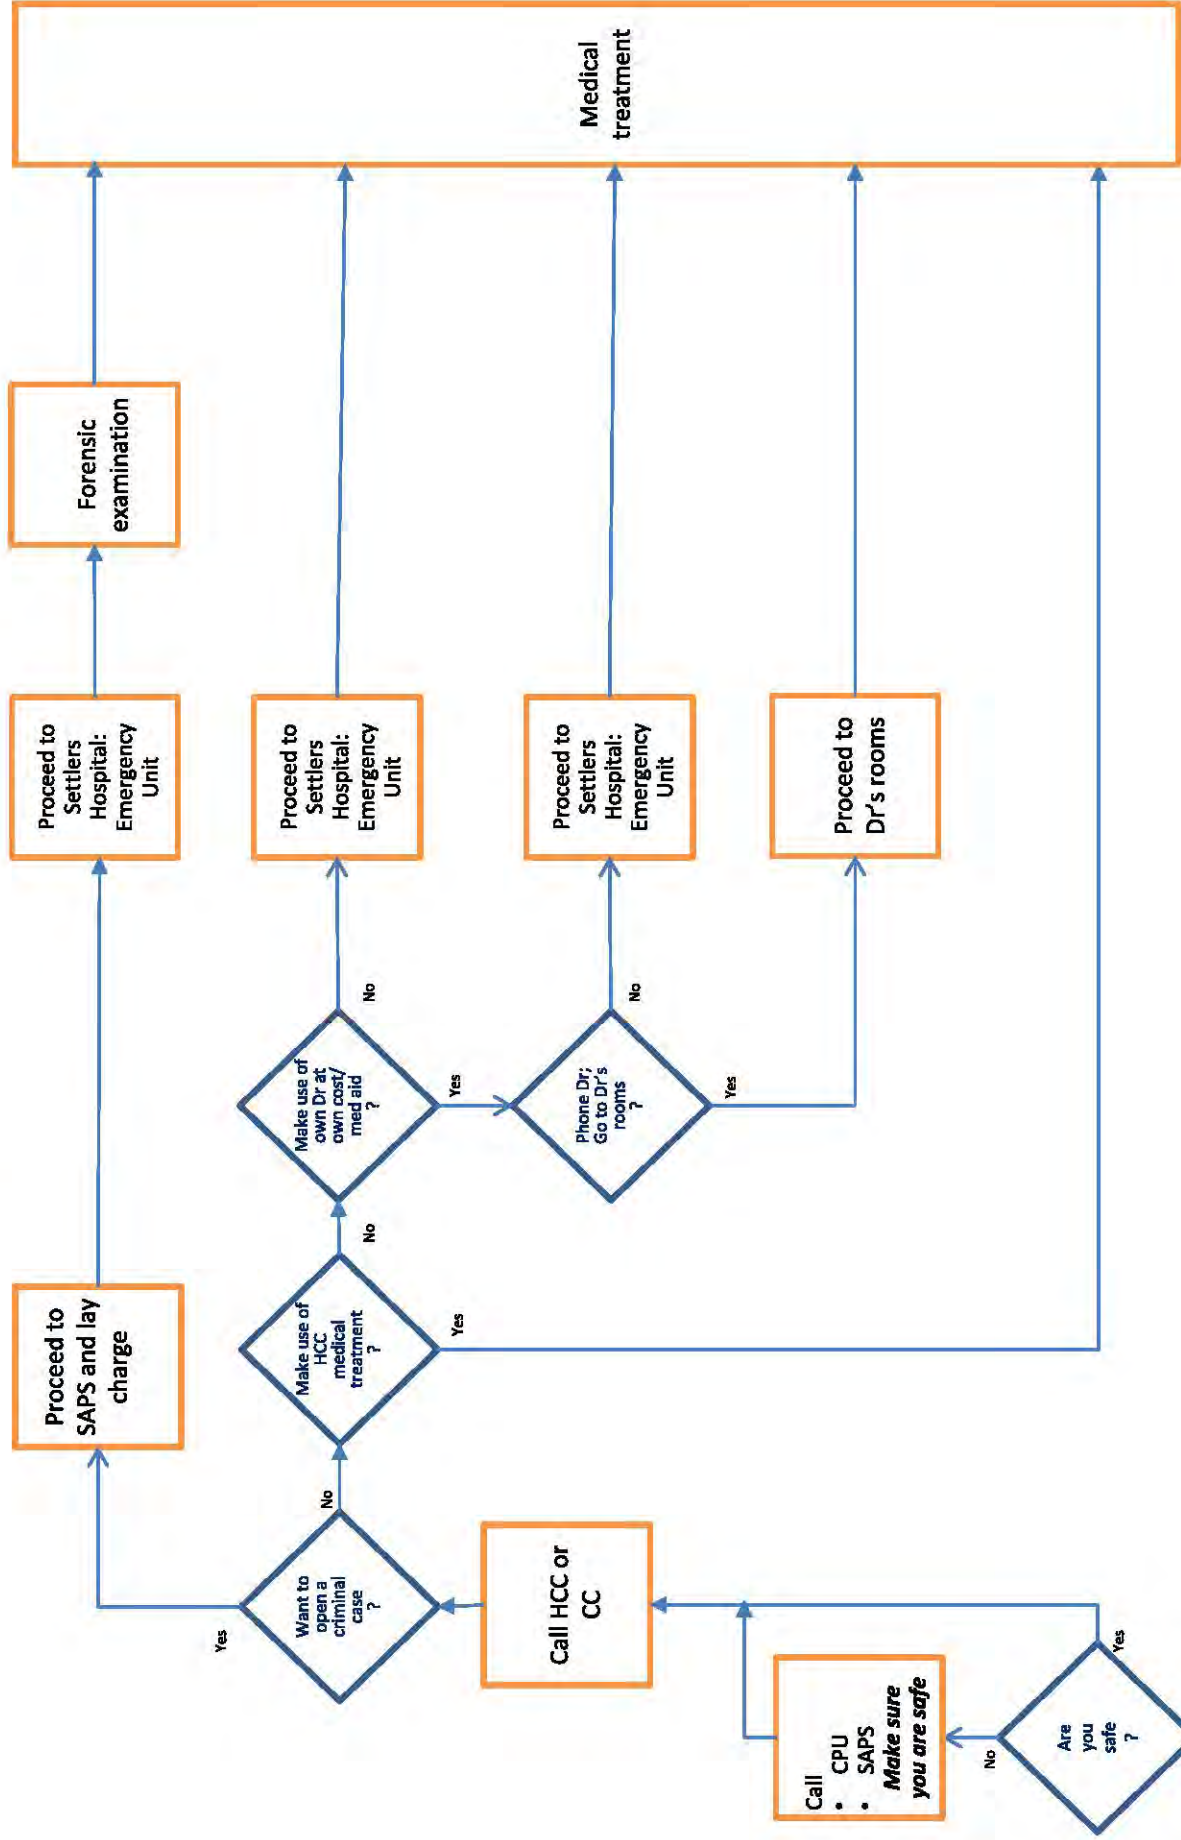 Are
you
safe
?
No
Yes
Call
• CPU
• SAPS
Make sure
you are safe
Call HCC or
CC
Want to
open a
criminal
case
?
Yes
No
Proceed to
SAPS and lay
charge
Proceed to
Settlers
Hospital:
Emergency
Unit
Forensic
examination
Make use of
HCC
medical
treatment
?
No
Yes
Make use of
own Dr at
own cost/
med aid
?
No
Yes
Proceed to
Settlers
Hospital:
Emergency
Unit
Phone Dr;
Go to Dr's
rooms
?
No
Yes
Proceed to
Settlers
Hospital:
Emergency
Unit
Proceed to
Dr's rooms
Medical
treatment